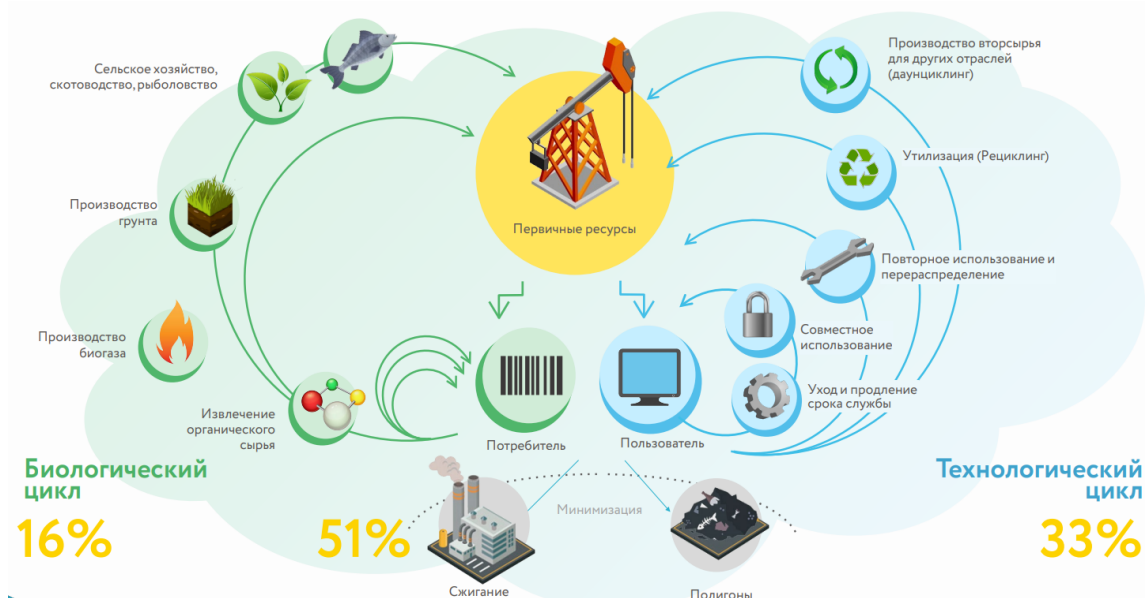 Сельское хозяйство,
скотоводство, рыболовство
Производство
грунта
Производство
биогаза
Извлечение
органического
сырья
Биологический
цикл
16%
Первичные ресурсы
Потребитель
Пользователь
51%
Минимизация
Сжигание
Полигоны
Производство вторсырья
для других отраслей
(даунциклинг)
Утилизация (Рециклинг)
Повторное использование и
перераспределение
Совместное
использование
Уход и продление
срока службы
Технологический
цикл
33%